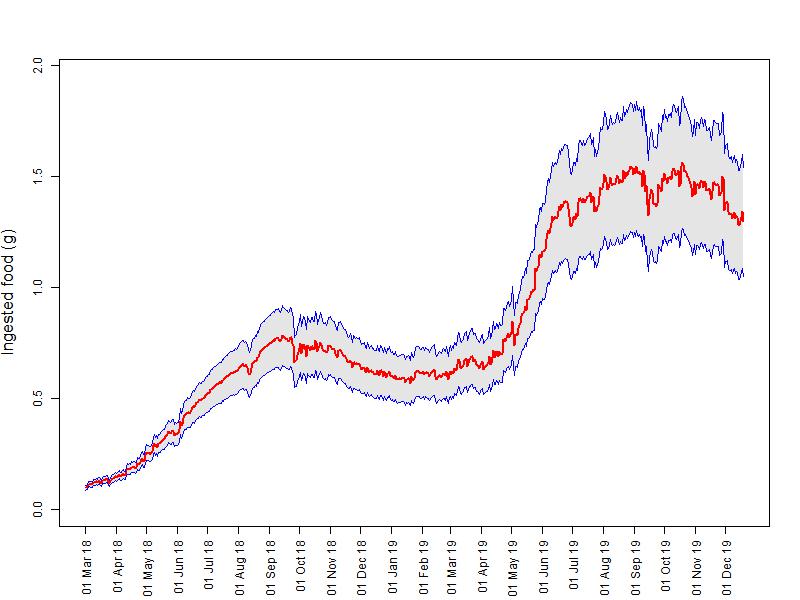 Ingested food (g)
2.0
1.5
1.0
0.5
0.0
01 Mar 18
01 Apr 18
01 May 18
01 Jun 18
01 Jul 18
01 Aug 18
01 Sep 18
01 Oct 18
01 Nov 18
01 Dec 18
01 Jan 19
01 Feb 19
01 Mar 19
01 Apr 19
01 May 19
01 Jun 19
01 Jul 19
01 Aug 19
01 Sep 19
01 Oct 19
01 Nov 19
01 Dec 19